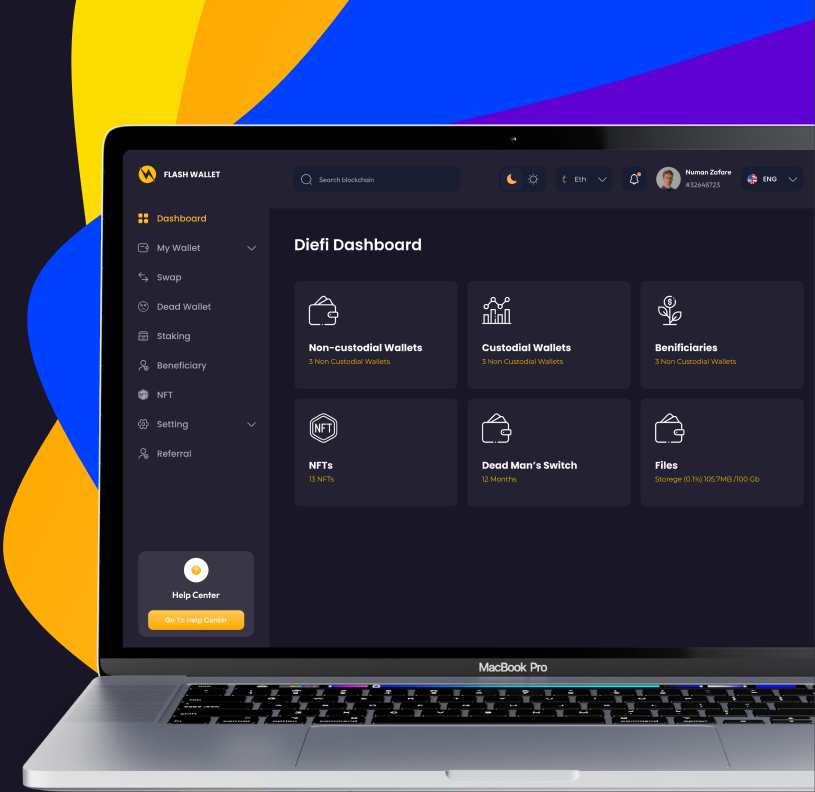 FLASH WALLET
Search blockchain
Eth
Numan Zafare
#32648723
ENG
Dashboard
My Wallet
Swap
Dead Wallet
Staking
Beneficiary
NFT
Setting
Referral
Help Center
Go To Help Center
Diefi Dashboard
Non-custodial Wallets
3 Non Custodial Wallets
Custodial Wallets
3 Non Custodial Wallets
Benificiaries
3 Non Custodial Wallets
NFT
NFTs
13 NFTs
Dead Man's Switch
12 Months
Files
Storege (0.1%) 105,7MB /100 Gb
MacBook Pro